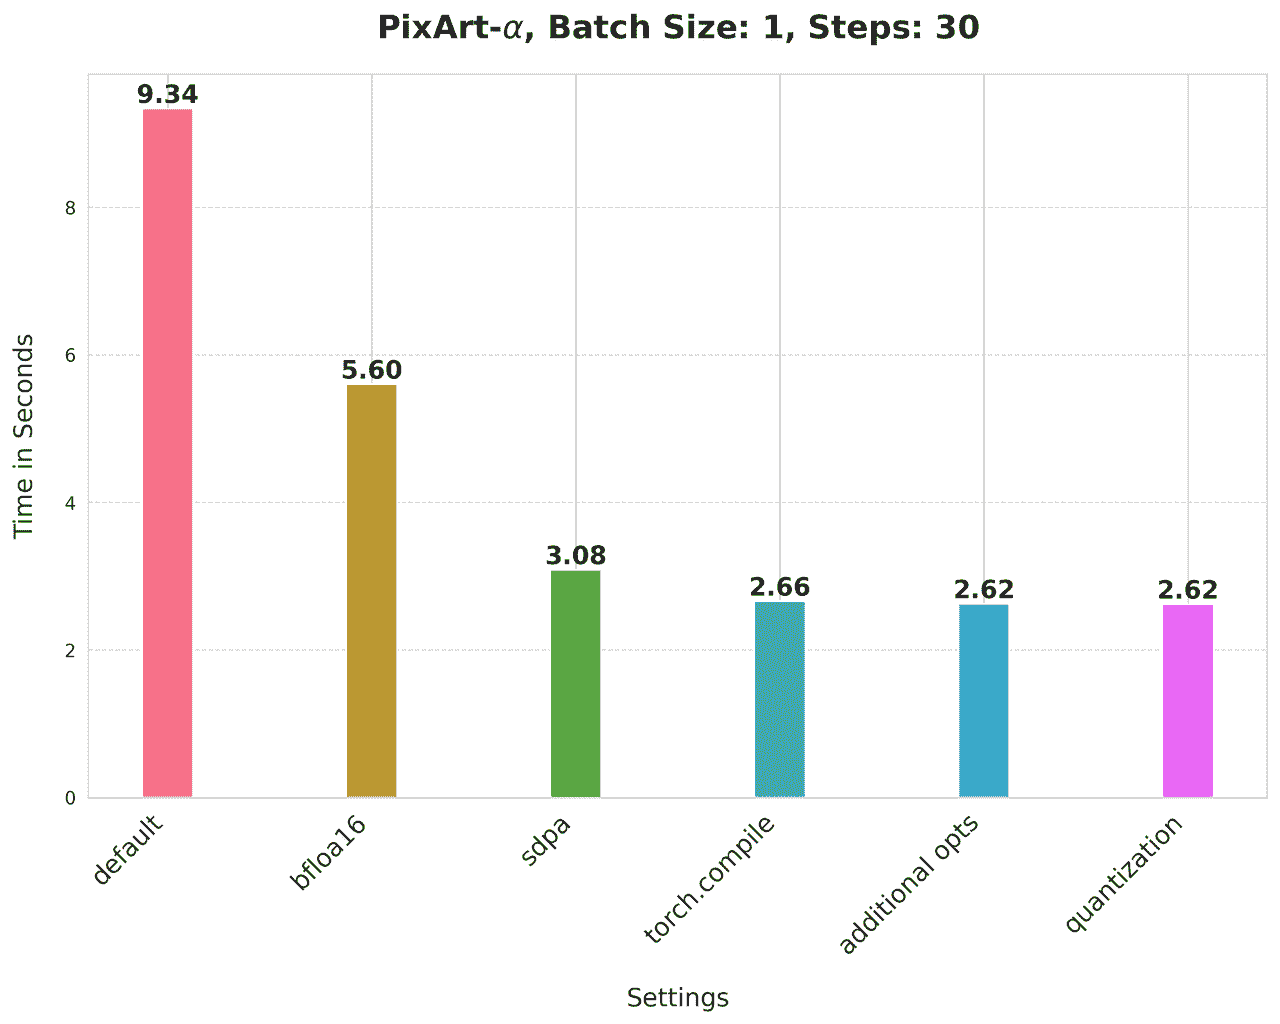 PixArt-α, Batch Size: 1, Steps: 30
9.34
8
5.60
6
Time in Seconds
4
3.08
2.66
2.62
2.62
2
0
default
bfloa16
sdpa
torch.compile
additional opts
quantization
Settings